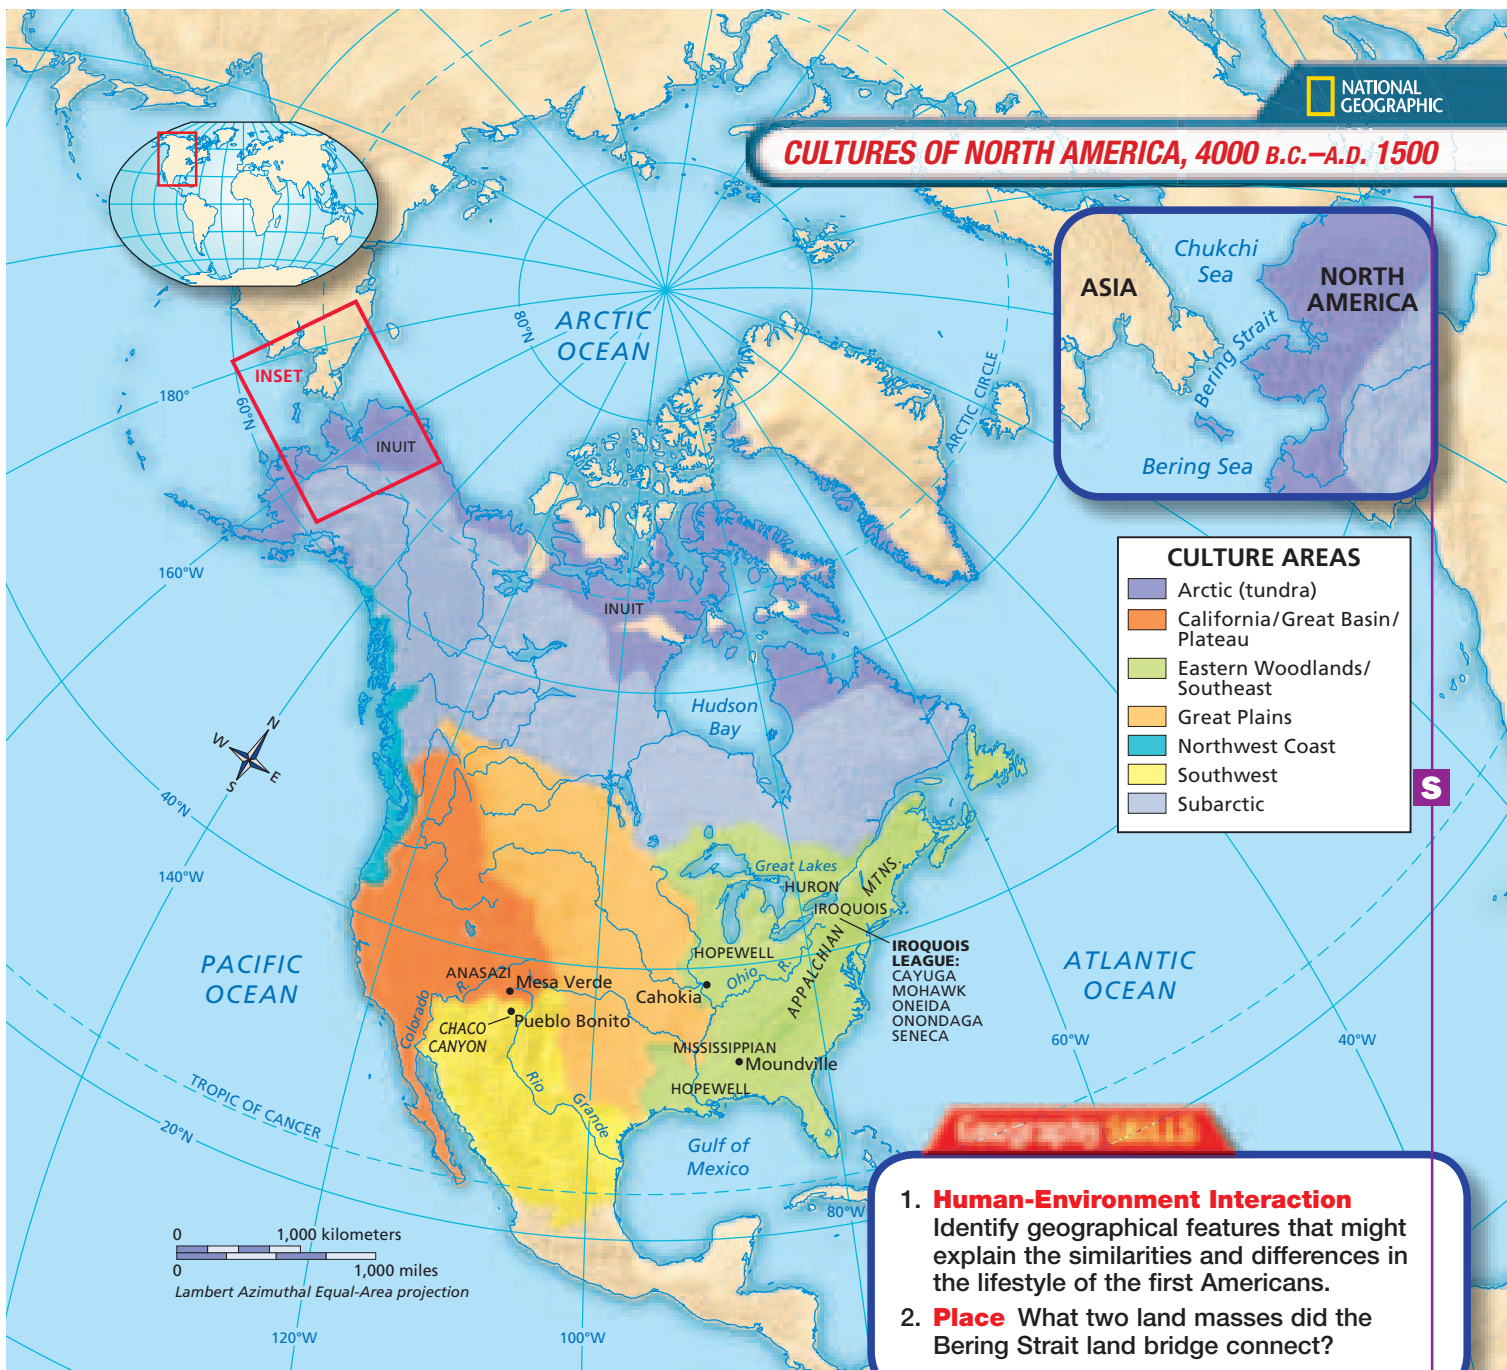 NATIONAL
GEOGRAPHIC
CULTURES OF NORTH AMERICA, 4000 B.C.–A.D. 1500
Chukchi
Sea
ASIA
NORTH
AMERICA
Bering Strait
Bering Sea
ARCTIC
OCEAN
80°N
ARCTIC CIRCLE
INSET
180°
60°N
INUIT
160°W
INUIT
CULTURE AREAS
Arctic (tundra)
California/Great Basin/
Plateau
Eastern Woodlands/
Southeast
Great Plains
Northwest Coast
Southwest
Subarctic
S
Hudson
Bay
N
W
E
S
40°N
140°W
Great Lakes
HURON
IROQUOIS
APPALCHIAN MTNS.
IROQUOIS
LEAGUE:
CAYUGA
MOHAWK
ONEIDA
ONONDAGA
SENECA
PACIFIC
OCEAN
ATLANTIC
OCEAN
HOPEWELL
Ohio R.
ANASAZI
Mesa Verde
Cahokia
Colorado R.
CHACO
CANYON
Pueblo Bonito
MISSISSIPPIAN
Moundville
HOPEWELL
60°W
40°W
Rio Grande
TROPIC OF CANCER
20°N
Gulf of
Mexico
80°W
0 1,000 kilometers
0 1,000 miles
Lambert Azimuthal Equal-Area projection
120°W
100°W
Geography SKILLS
1. Human-Environment Interaction
Identify geographical features that might
explain the similarities and differences in
the lifestyle of the first Americans.
2. Place What two land masses did the
Bering Strait land bridge connect?